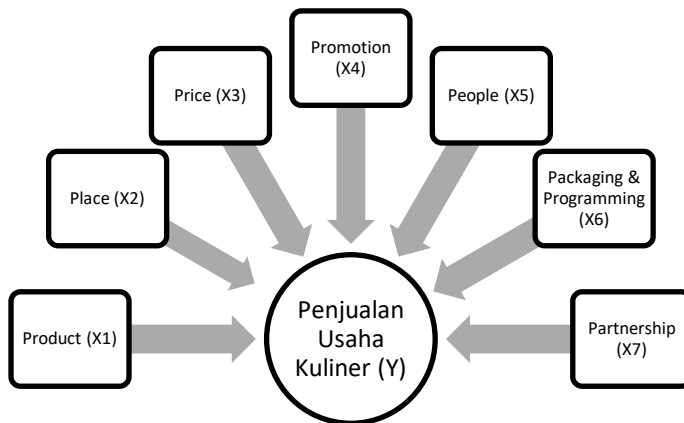 Promotion
(X4)
Price (X3)
People (X5)
Place (X2)
Packaging &
Programming
(X6)
Product (X1)
Penjualan
Usaha
Kuliner (Y)
Partnership
(X7)